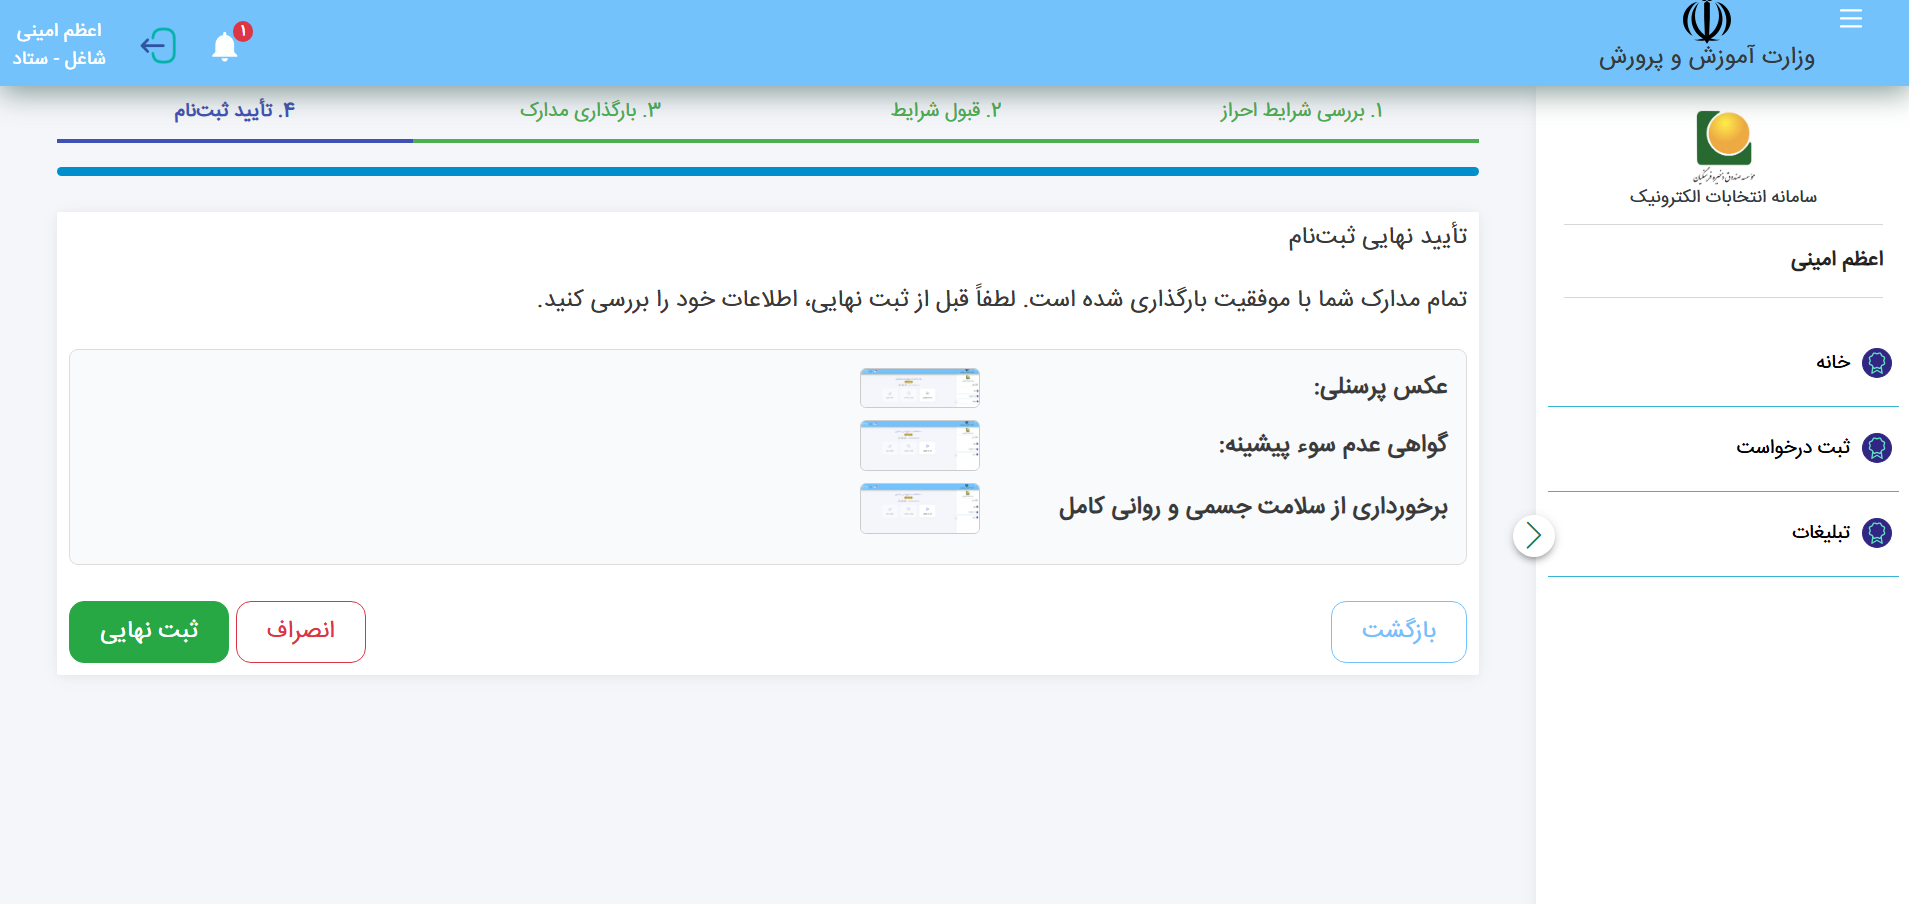 وزارت آموزش و پرورش
۱
اعظم امینی
شاغل - ستاد
سامانه انتخابات الکترونیک
اعظم امینی
خانه
ثبت درخواست
تبلیغات
۱. بررسی شرایط احراز
۲. قبول شرایط
۳. بارگذاری مدارک
۴. تأیید ثبت‌نام
تأیید نهایی ثبت‌نام
تمام مدارک شما با موفقیت بارگذاری شده است. لطفاً قبل از ثبت نهایی، اطلاعات خود را بررسی کنید.
عکس پرسنلی:
گواهی عدم سوء پیشینه:
برخورداری از سلامت جسمی و روانی کامل
بازگشت
انصراف
ثبت نهایی